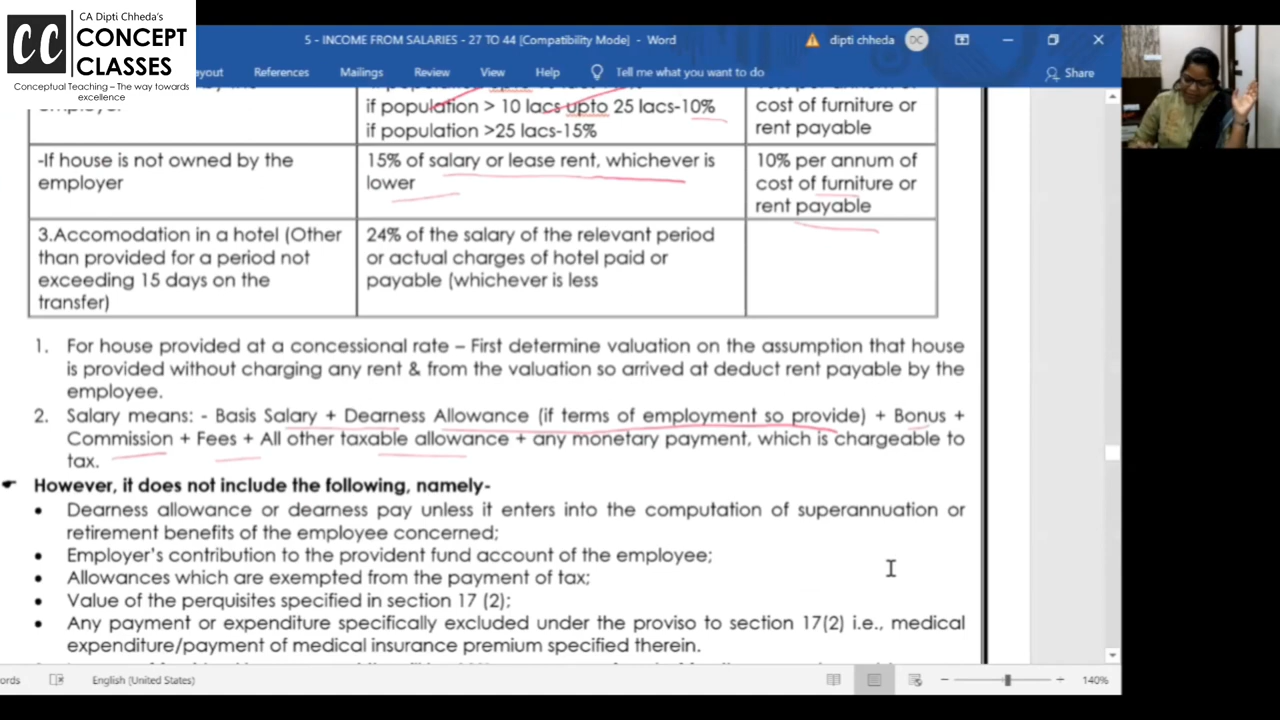 CA Dipti Chheda's
CC CONCEPT
CLASSES
Conceptual Teaching – The way towards
excellence
5 - INCOME FROM SALARIES - 27 TO 44 [Compatibility Mode] - Word
dipti chheda
DC
ayout References Mailings Review View Help Tell me what you want to do
Share
if population > 10 lacs upto 25 lacs-10%
if population >25 lacs-15%
cost of furniture or
rent payable
-If house is not owned by the
employer
15% of salary or lease rent, whichever is
lower
10% per annum of
cost of furniture or
rent payable
3.Accomodation in a hotel (Other
than provided for a period not
exceeding 15 days on the
transfer)
24% of the salary of the relevant period
or actual charges of hotel paid or
payable (whichever is less
1. For house provided at a concessional rate – First determine valuation on the assumption that house
is provided without charging any rent & from the valuation so arrived at deduct rent payable by the
employee.
2. Salary means: - Basis Salary + Dearness Allowance (if terms of employment so provide) + Bonus +
Commission + Fees + All other taxable allowance + any monetary payment, which is chargeable to
tax.
However, it does not include the following, namely-
• Dearness allowance or dearness pay unless it enters into the computation of superannuation or
retirement benefits of the employee concerned;
• Employer's contribution to the provident fund account of the employee;
• Allowances which are exempted from the payment of tax;
• Value of the perquisites specified in section 17 (2);
• Any payment or expenditure specifically excluded under the proviso to section 17(2) i.e., medical
expenditure/payment of medical insurance premium specified therein.
ords English (United States) 140%